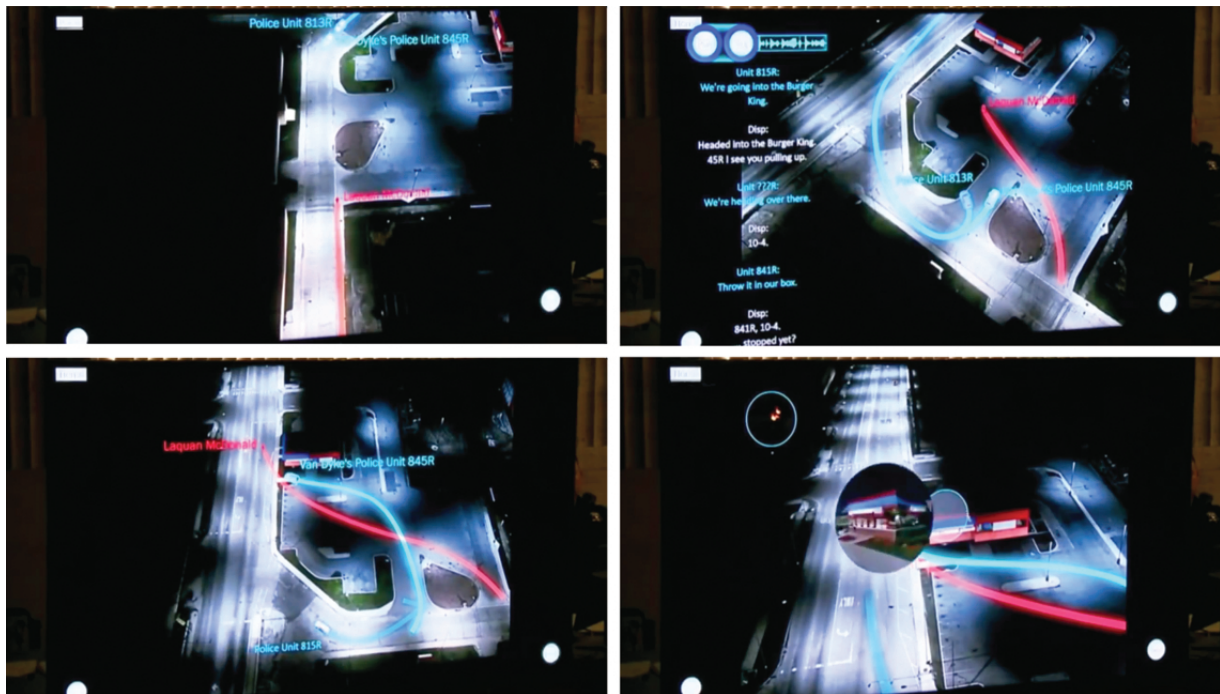 Police Unit 813R
Dyke's Police Unit 845R
Laquan McDonald
Unit 815R:
We're going into the Burger
King.
Disp:
Headed into the Burger King.
45R I see you pulling up.
Unit ???R:
We're heading over there.
Disp:
10-4.
Unit 841R:
Throw it in our box.
Disp:
841R, 10-4.
stopped yet?
Laquan McDonald
Police Unit 813R
's Police Unit 845R
Laquan McDonald
Van Dyke's Police Unit 845R
Police Unit 815R